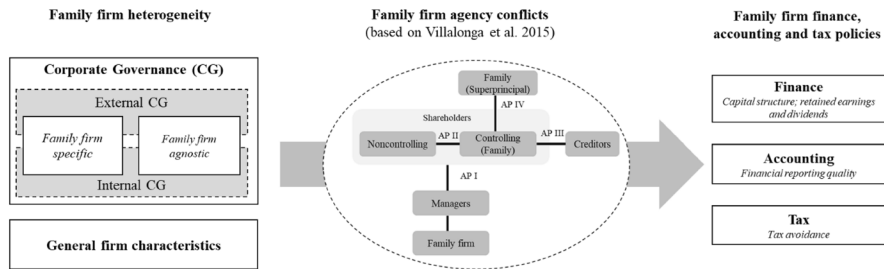 Family firm heterogeneity
Corporate Governance (CG)
External CG
Family firm
specific
Family firm
agnostic
Internal CG
General firm characteristics
Family firm agency conflicts
(based on Villalonga et al. 2015)
Family
(Superprincipal)
AP IV
Shareholders
Noncontrolling
AP II
Controlling
(Family)
AP III
Creditors
AP I
Managers
Family firm
Family firm finance,
accounting and tax policies
Finance
Capital structure; retained earnings
and dividends
Accounting
Financial reporting quality
Tax
Tax avoidance